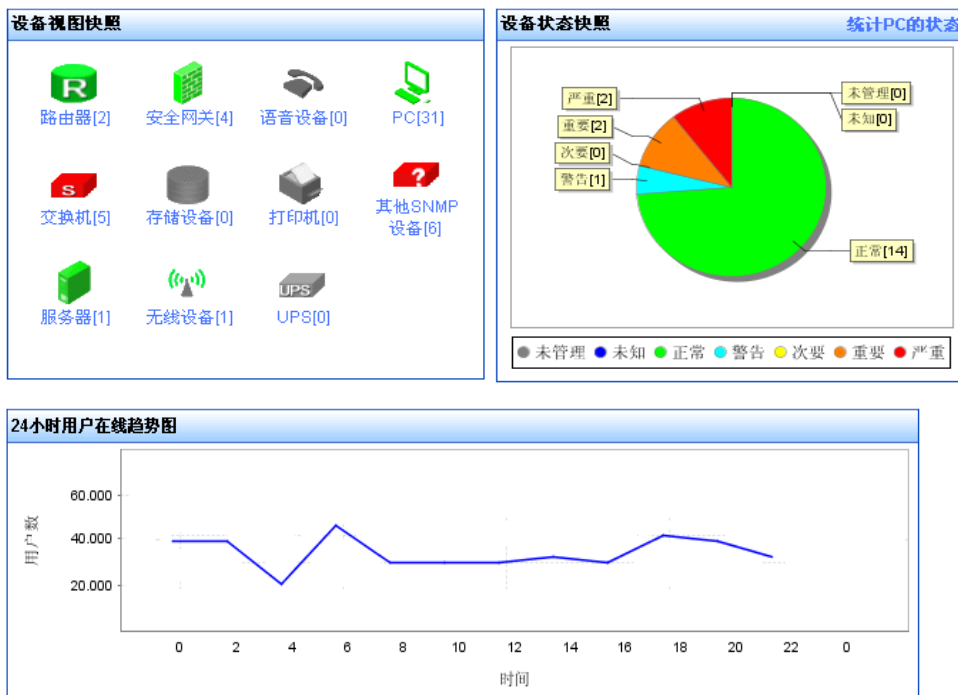 设备视图快照
R
路由器[2]
安全网关[4]
语音设备[0]
PC[31]
S
交换机[5]
存储设备[0]
打印机[0]
?
其他SNMP
设备[6]
服务器[1]
无线设备[1]
UPS
UPS[0]
设备状态快照
统计PC的状态
严重[2]
重要[2]
次要[0]
警告[1]
未管理[0]
未知[0]
正常[14]
未管理 未知 正常 警告 次要 重要 严重
24小时用户在线趋势图
用户数
60.000
40.000
20.000
0 2 4 6 8 10 12 14 16 18 20 22 0
时间